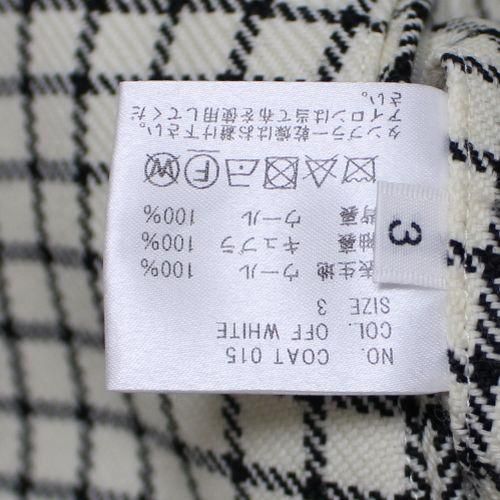 NO. COAT 015
COL. OFF WHITE
SIZE 3
表生地 ウール 100%
袖裏 キュプラ 100%
背裏 ウール 100%
タンブラー乾燥はお避け下さい。
アイロンは当て布を使用してくだ
さい。
3